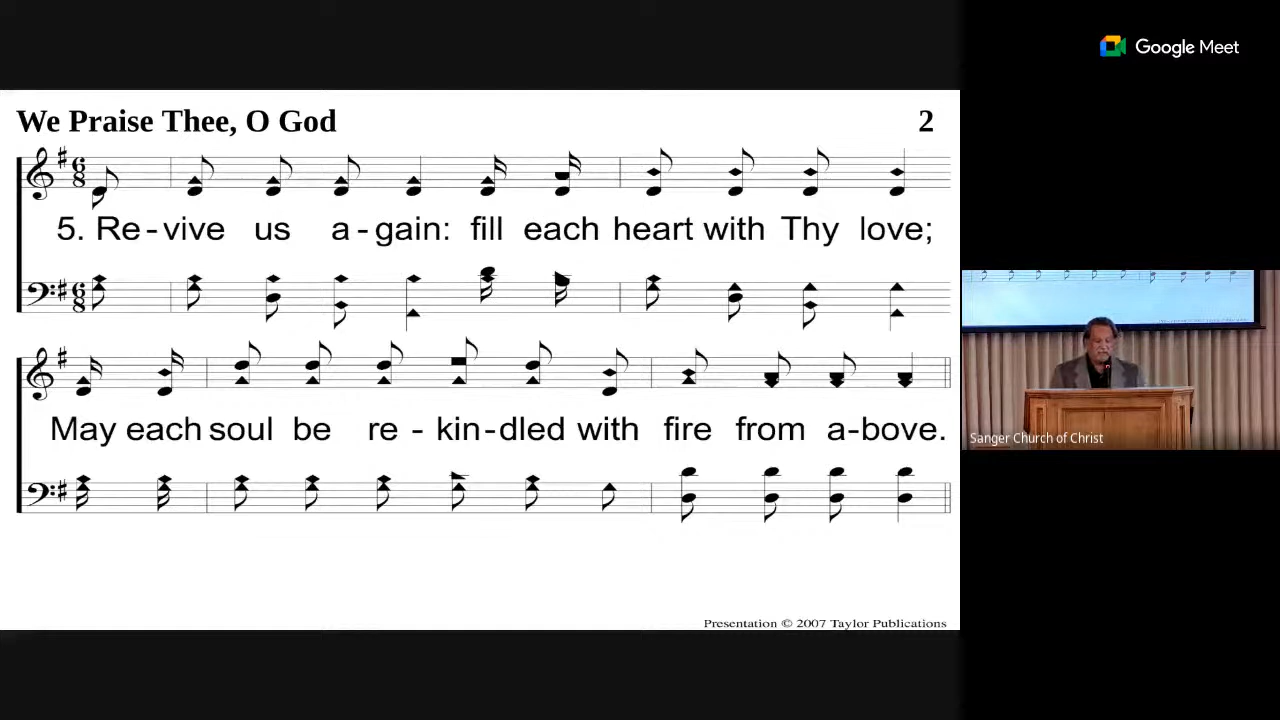 Google Meet
We Praise Thee, O God 2
5. Re-vive us a-gain: fill each heart with Thy love;
May each soul be re-kin-dled with fire from a-bove.
Presentation © 2007 Taylor Publications
Sanger Church of Christ